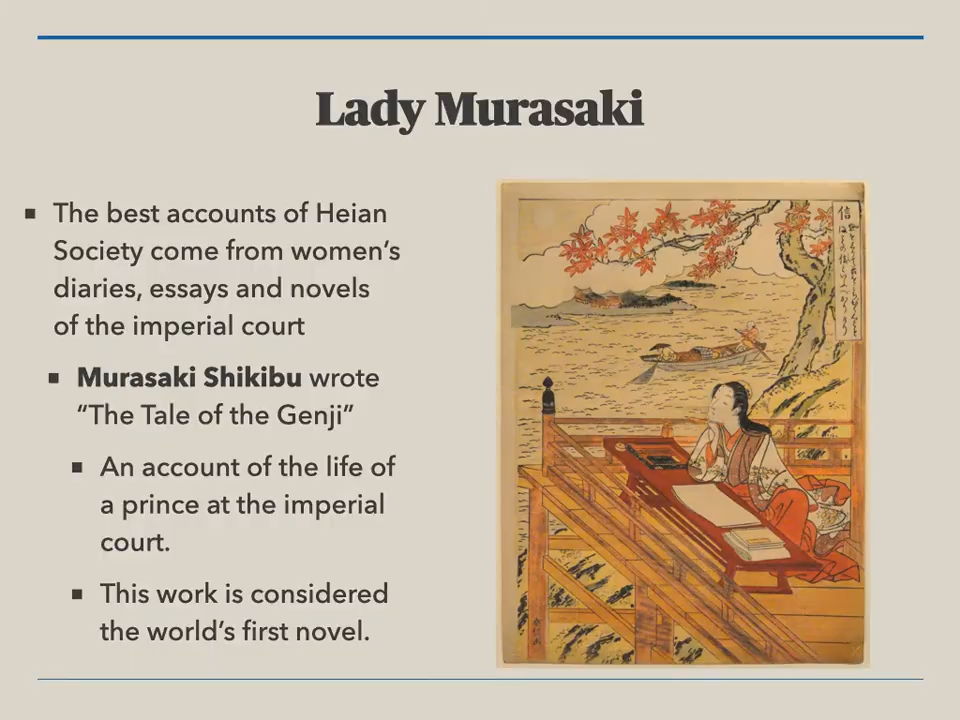 Lady Murasaki
■ The best accounts of Heian
Society come from women’s
diaries, essays and novels
of the imperial court
■ Murasaki Shikibu wrote
“The Tale of the Genji”
■ An account of the life of
a prince at the imperial
court.
■ This work is considered
the world’s first novel.
信